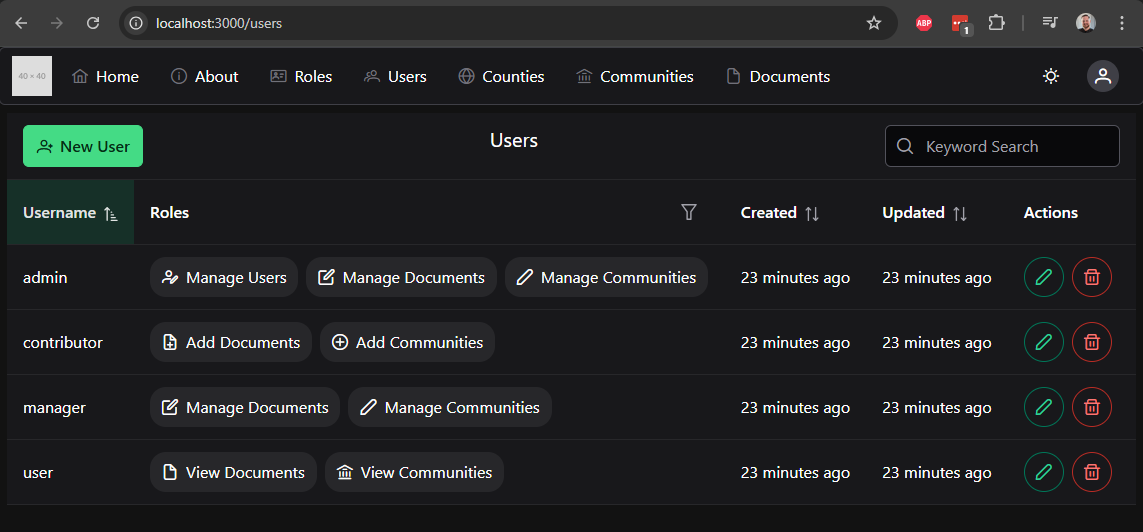 localhost:3000/users
ABP
1
40 × 40 Home About Roles Users Counties Communities Documents
New User Users Keyword Search
Username Roles Created Updated Actions
admin Manage Users Manage Documents Manage Communities 23 minutes ago 23 minutes ago
contributor Add Documents Add Communities 23 minutes ago 23 minutes ago
manager Manage Documents Manage Communities 23 minutes ago 23 minutes ago
user View Documents View Communities 23 minutes ago 23 minutes ago